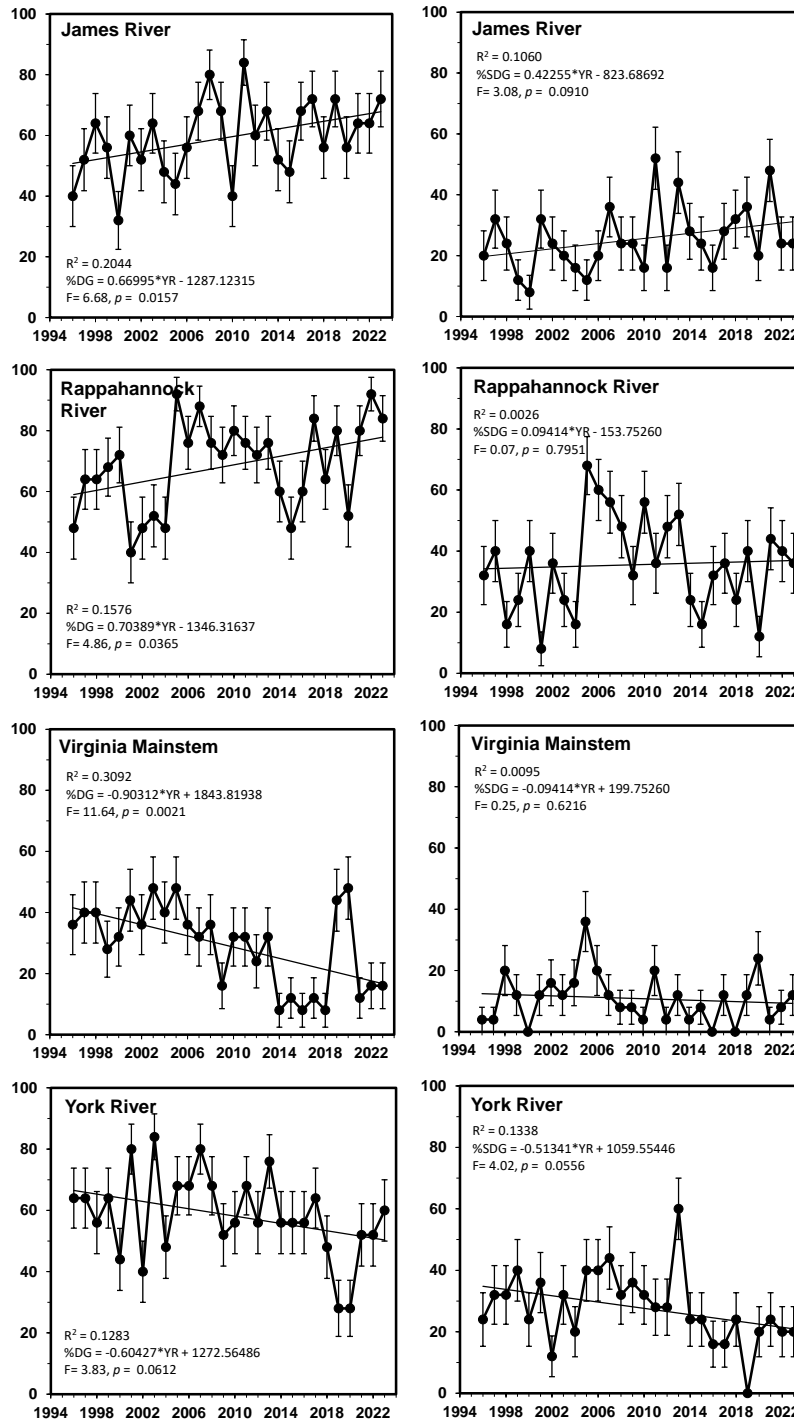 James River
100
80
60
40
20
0
R² = 0.2044
%DG = 0.66995*YR - 1287.12315
F= 6.68, p = 0.0157
1994 1998 2002 2006 2010 2014 2018 2022
James River
100
80
60
40
20
0
R² = 0.1060
%SDG = 0.42255*YR - 823.68692
F= 3.08, p = 0.0910
1994 1998 2002 2006 2010 2014 2018 2022
Rappahannock
River
100
80
60
40
20
0
R² = 0.1576
%DG = 0.70389*YR - 1346.31637
F= 4.86, p = 0.0365
1994 1998 2002 2006 2010 2014 2018 2022
Rappahannock River
100
80
60
40
20
0
R² = 0.0026
%SDG = 0.09414*YR - 153.75260
F= 0.07, p = 0.7951
1994 1998 2002 2006 2010 2014 2018 2022
Virginia Mainstem
100
80
60
40
20
0
R² = 0.3092
%DG = -0.90312*YR + 1843.81938
F= 11.64, p = 0.0021
1994 1998 2002 2006 2010 2014 2018 2022
Virginia Mainstem
100
80
60
40
20
0
R² = 0.0095
%SDG = -0.09414*YR + 199.75260
F= 0.25, p = 0.6216
1994 1998 2002 2006 2010 2014 2018 2022
York River
100
80
60
40
20
0
R² = 0.1283
%DG = -0.60427*YR + 1272.56486
F= 3.83, p = 0.0612
1994 1998 2002 2006 2010 2014 2018 2022
York River
100
80
60
40
20
0
R² = 0.1338
%SDG = -0.51341*YR + 1059.55446
F= 4.02, p = 0.0556
1994 1998 2002 2006 2010 2014 2018 2022